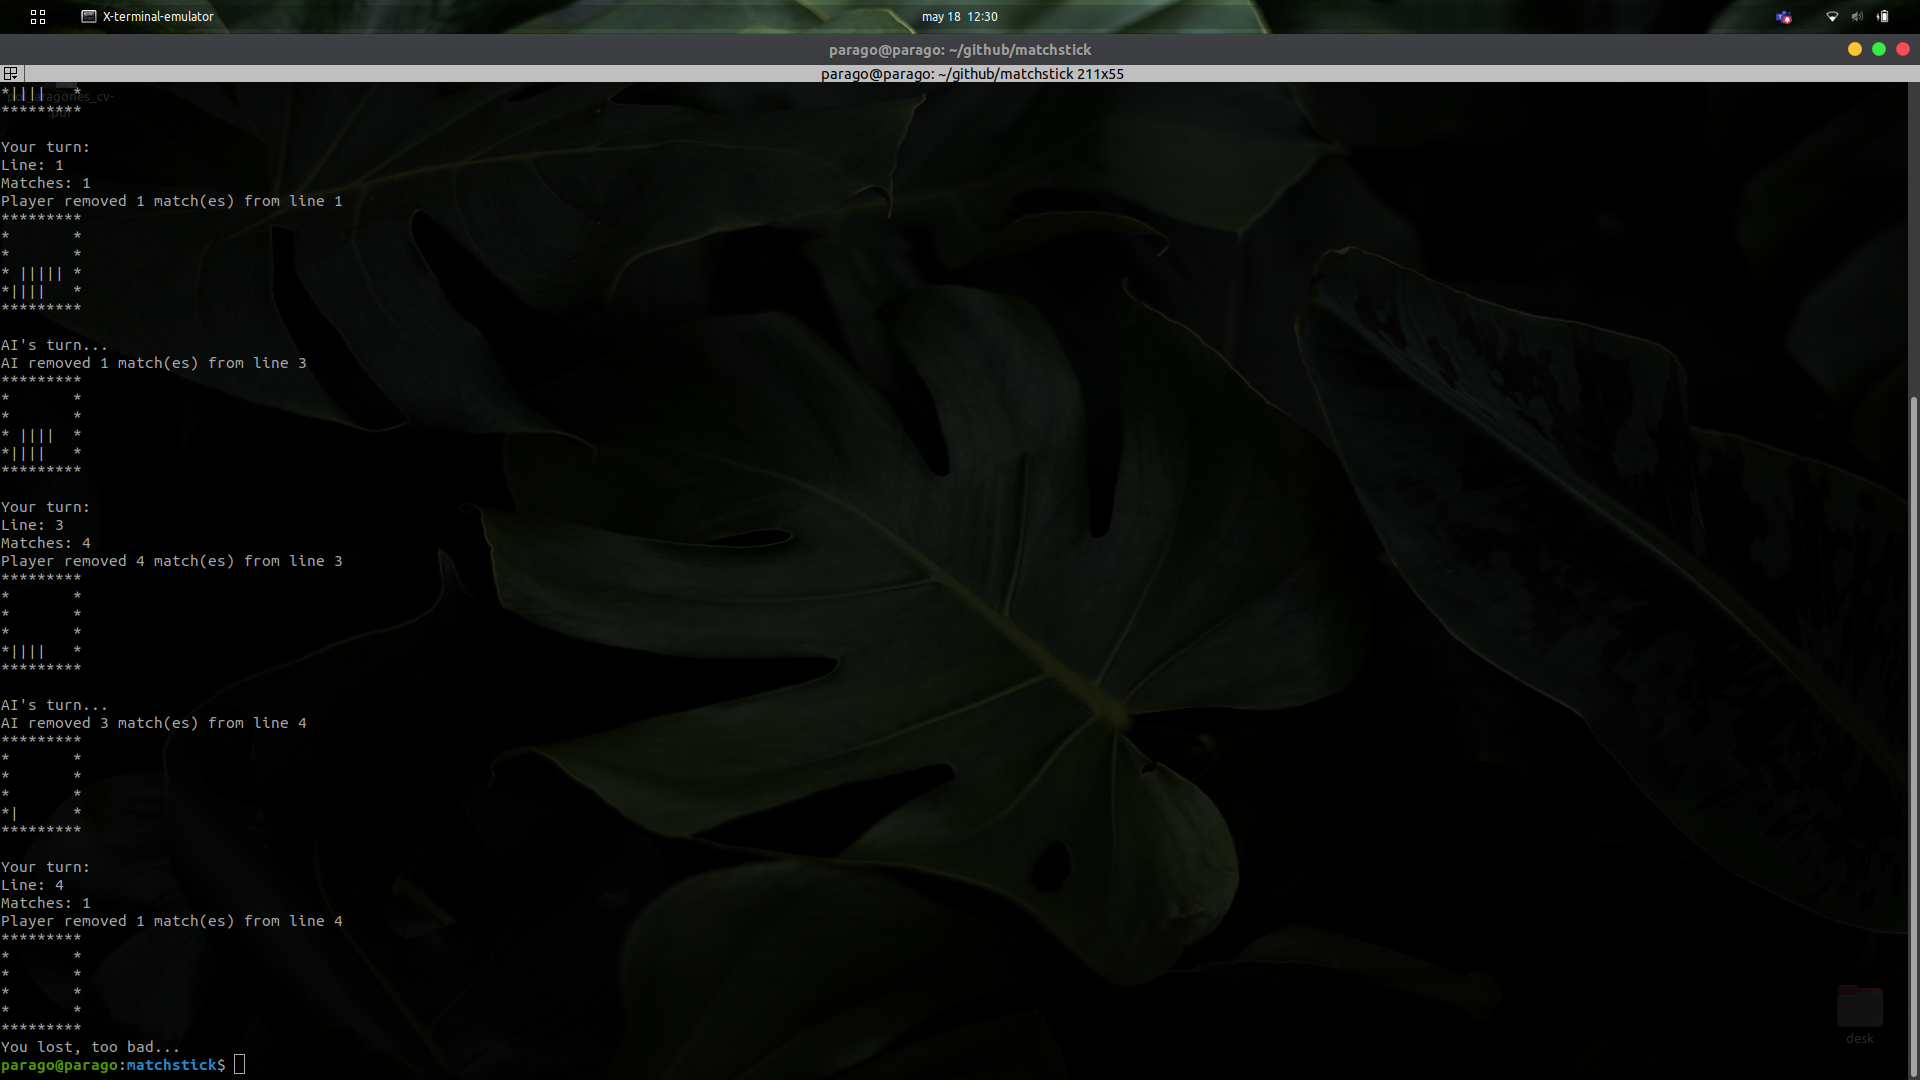 X-terminal-emulator
may 18 12:30
parago@parago: ~/github/matchstick
parago@parago: ~/github/matchstick 211x55
*||||   *
*********

Your turn:
Line: 1
Matches: 1
Player removed 1 match(es) from line 1
*********
*       *
*       *
* ||||| *
*||||   *
*********

AI's turn...
AI removed 1 match(es) from line 3
*********
*       *
*       *
* ||||  *
*||||   *
*********

Your turn:
Line: 3
Matches: 4
Player removed 4 match(es) from line 3
*********
*       *
*       *
*       *
*||||   *
*********

AI's turn...
AI removed 3 match(es) from line 4
*********
*       *
*       *
*       *
*|      *
*********

Your turn:
Line: 4
Matches: 1
Player removed 1 match(es) from line 4
*********
*       *
*       *
*       *
*       *
*********
You lost, too bad...
parago@parago:matchstick$
desk